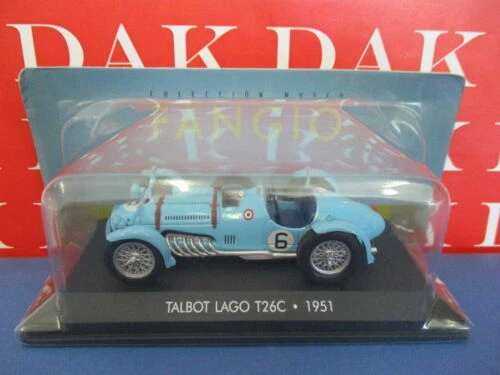 DAK DAK
COLECCIÓN MUSEO
FANGIO
6
TALBOT LAGO T26C • 1951